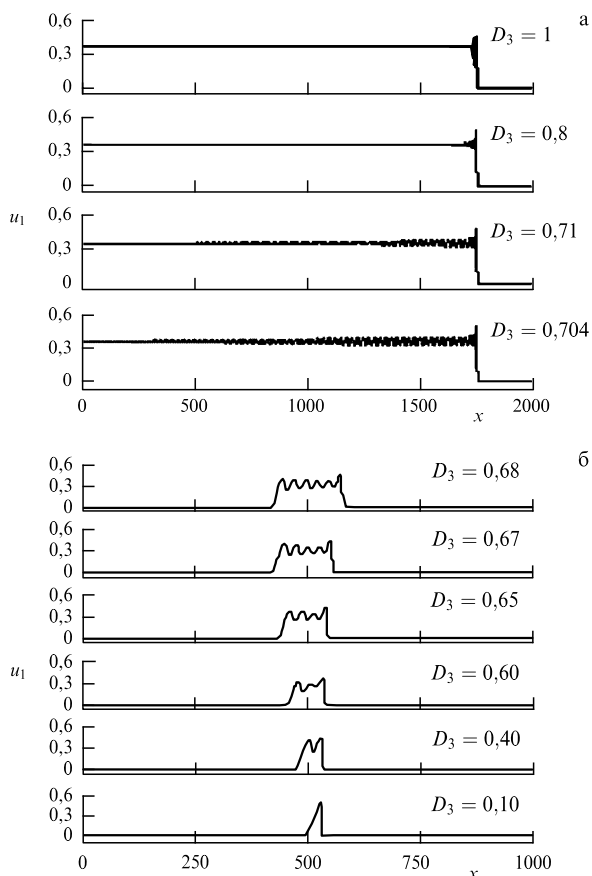 а
0,6
0,3
0
D₃ = 1
0,6
0,3
0
D₃ = 0,8
u₁
0,6
0,3
0
D₃ = 0,71
0,6
0,3
0
D₃ = 0,704
0 500 1000 1500 2000
x
б
0,6
0,3
0
D₃ = 0,68
0,6
0,3
0
D₃ = 0,67
0,6
0,3
0
D₃ = 0,65
u₁
0,6
0,3
0
D₃ = 0,60
0,6
0,3
0
D₃ = 0,40
0,6
0,3
0
D₃ = 0,10
0 250 500 750 1000
x